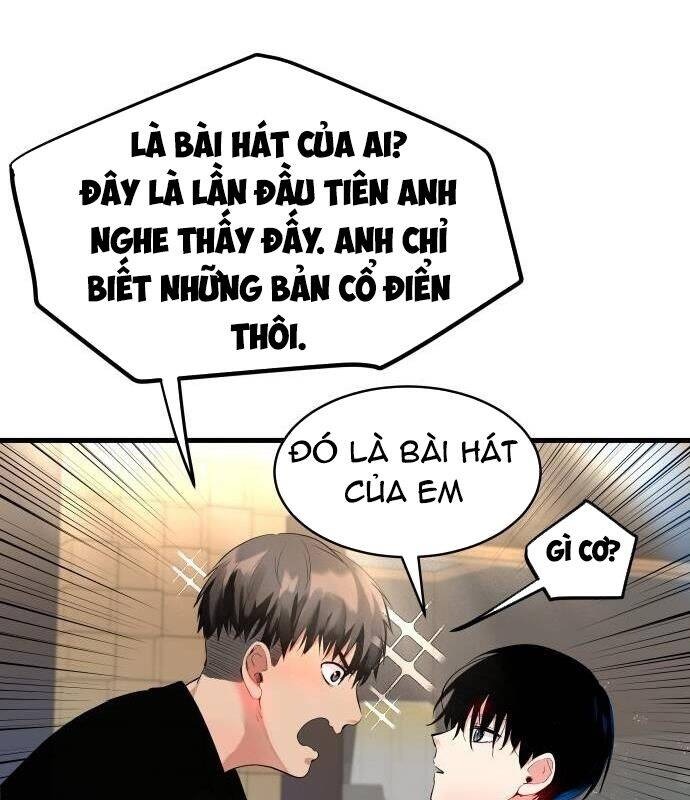 LÀ BÀI HÁT CỦA AI?
ĐÂY LÀ LẦN ĐẦU TIÊN ANH
NGHE THẤY ĐẤY. ANH CHỈ
BIẾT NHỮNG BẢN CỔ ĐIỂN
THÔI.
ĐÓ LÀ BÀI HÁT
CỦA EM
GÌ CƠ?